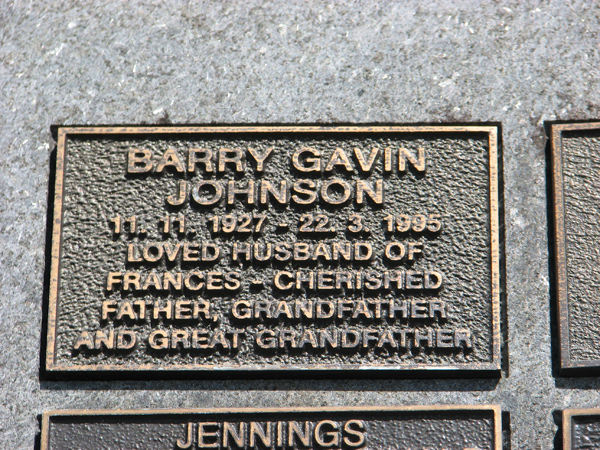 BARRY GAVIN
JOHNSON
11. 11. 1927 - 22. 3. 1995
LOVED HUSBAND OF
FRANCES - CHERISHED
FATHER, GRANDFATHER
AND GREAT GRANDFATHER
JENNINGS